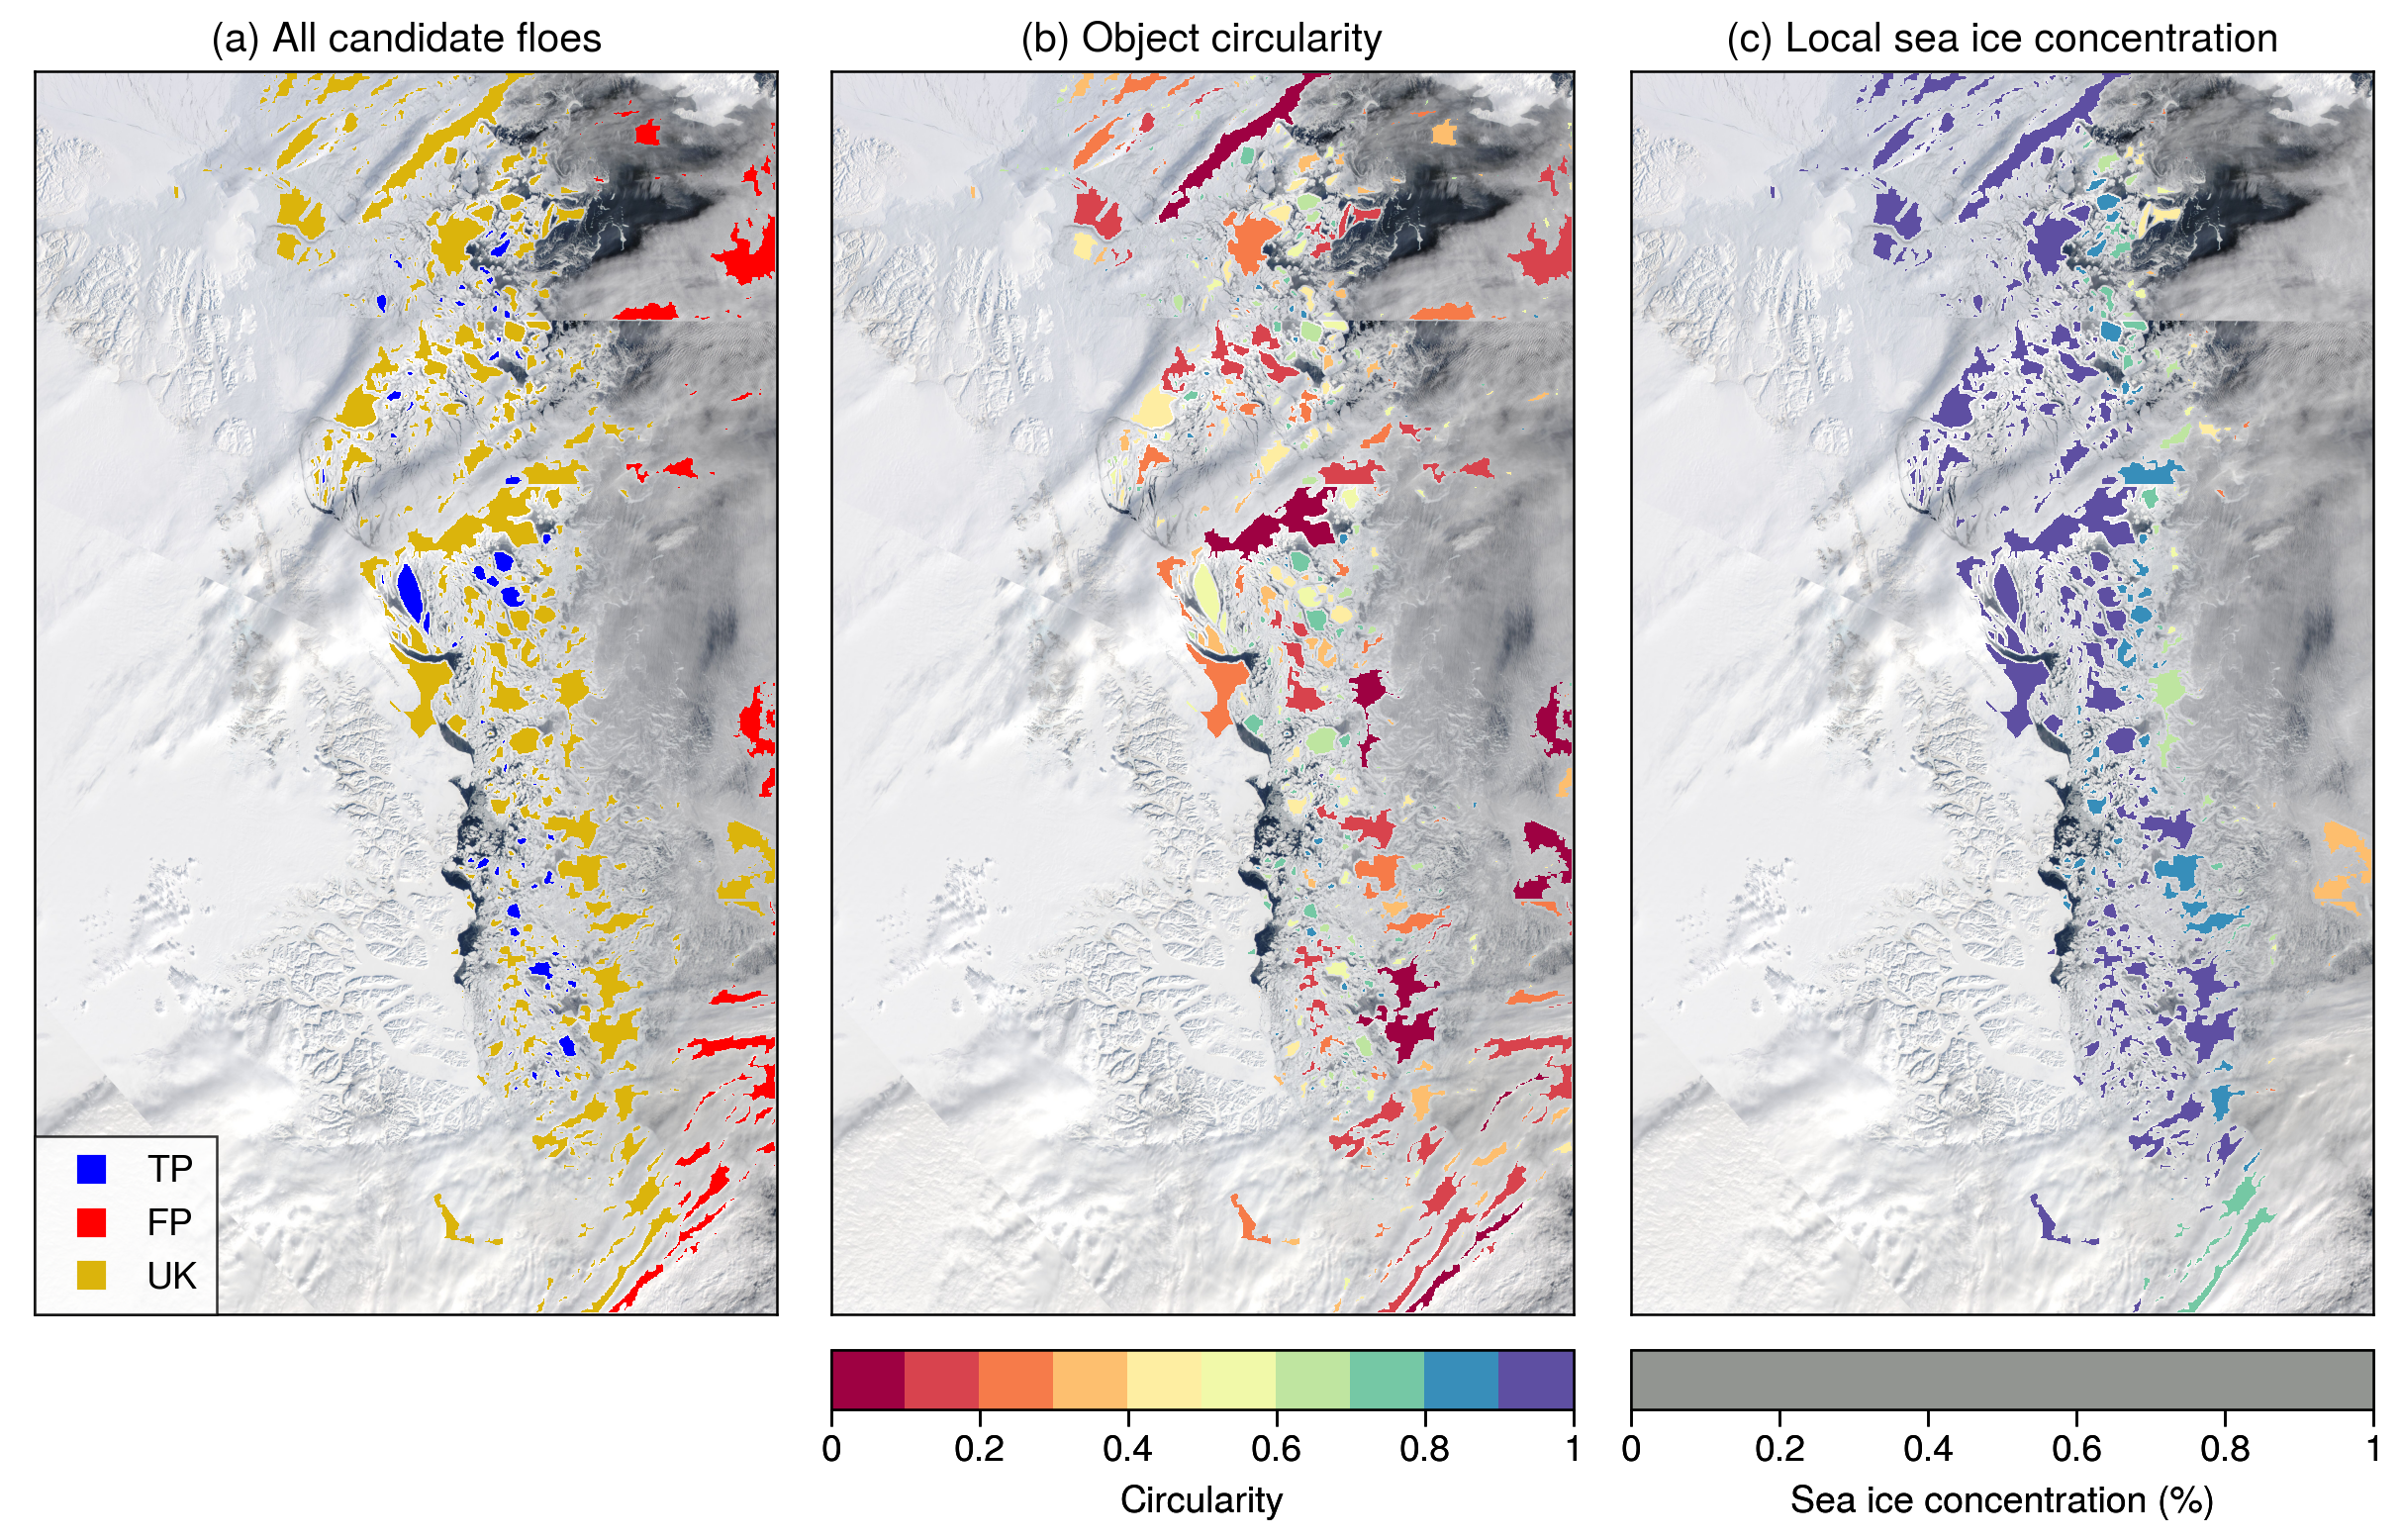 (a) All candidate floes
(b) Object circularity
(c) Local sea ice concentration
TP
FP
UK
0 0.2 0.4 0.6 0.8 1
Circularity
0 0.2 0.4 0.6 0.8 1
Sea ice concentration (%)